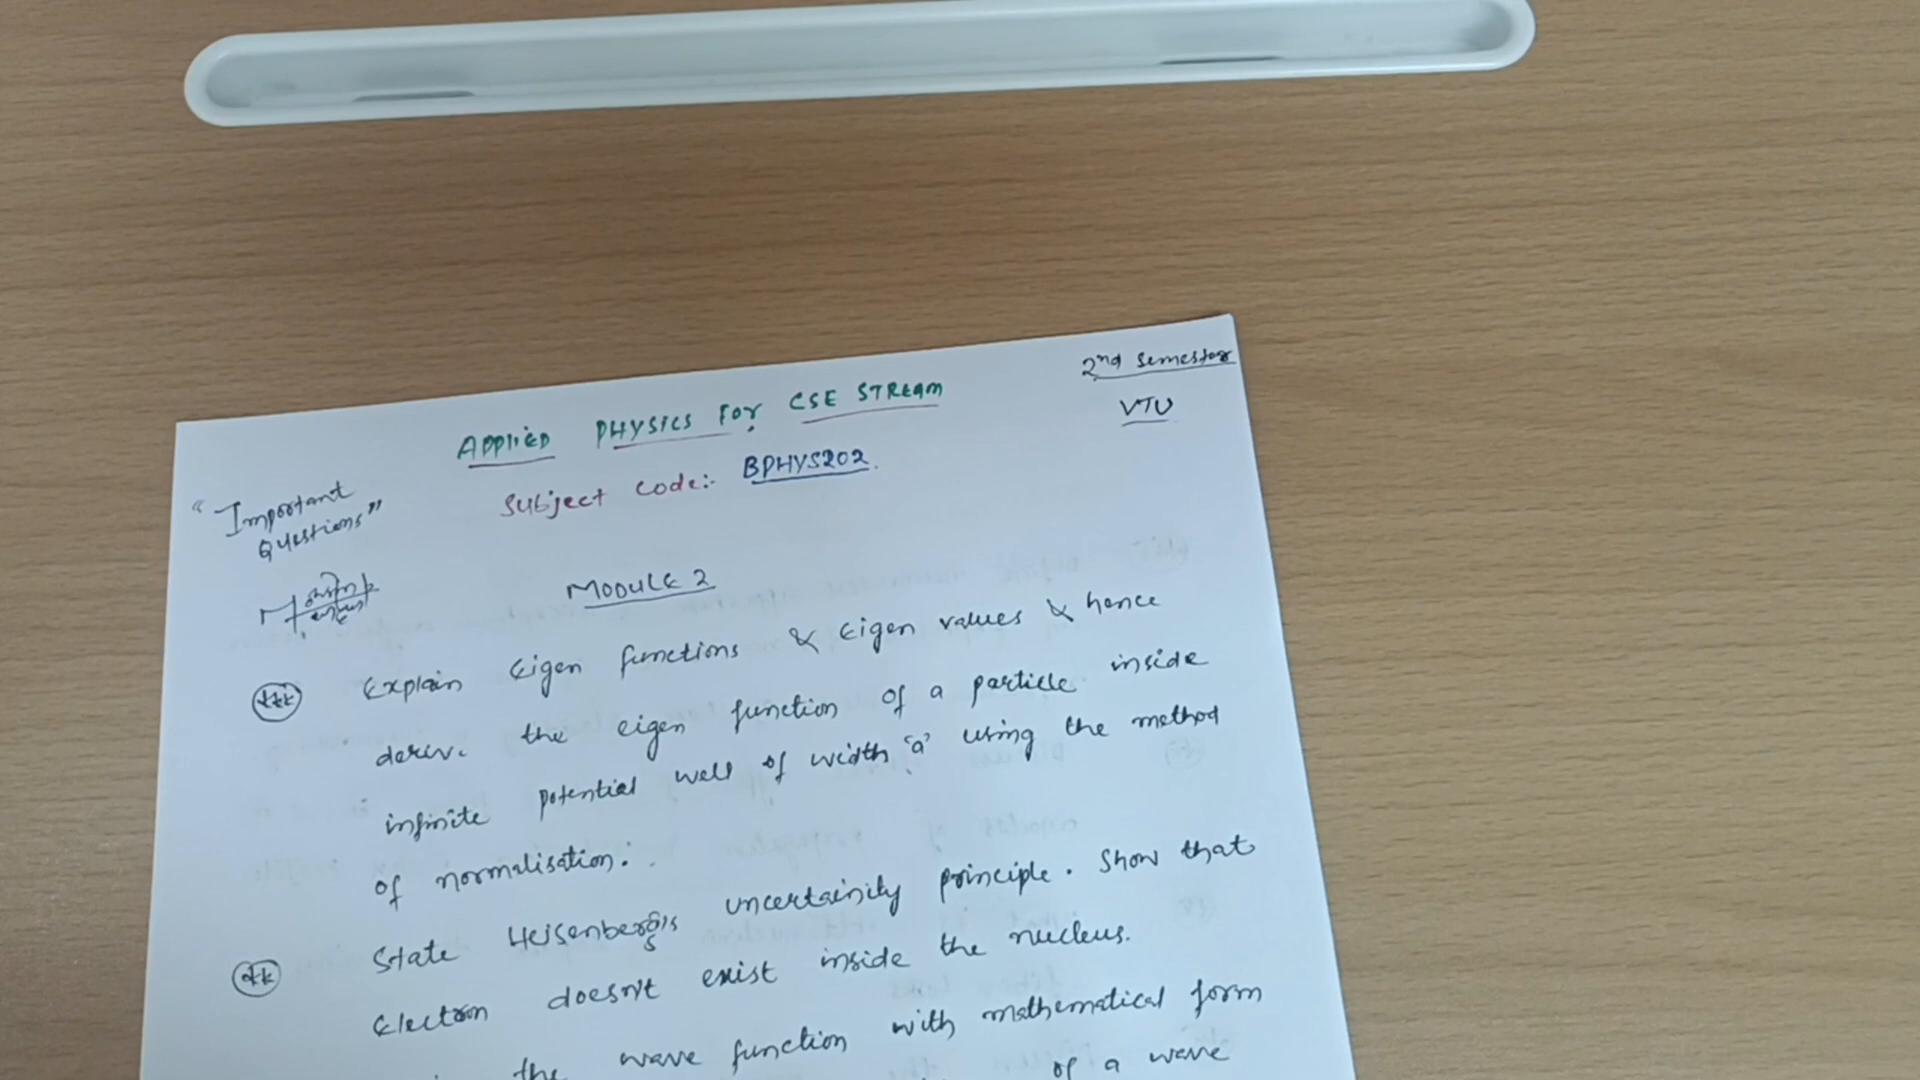 2nd semester
VTU
APPLIED PHYSICS FOR CSE STREAM
Subject Code:- BPHYS202.
"Important Questions"
MODULE 2
*** Explain Eigen functions & Eigen values & hence
derive the eigen function of a particle inside
infinite potential well of width 'a' using the method
of normalisation.
** State Heisenberg's uncertainity principle. Show that
Electron doesn't exist inside the nucleus.
the wave function with mathematical form
of a wave